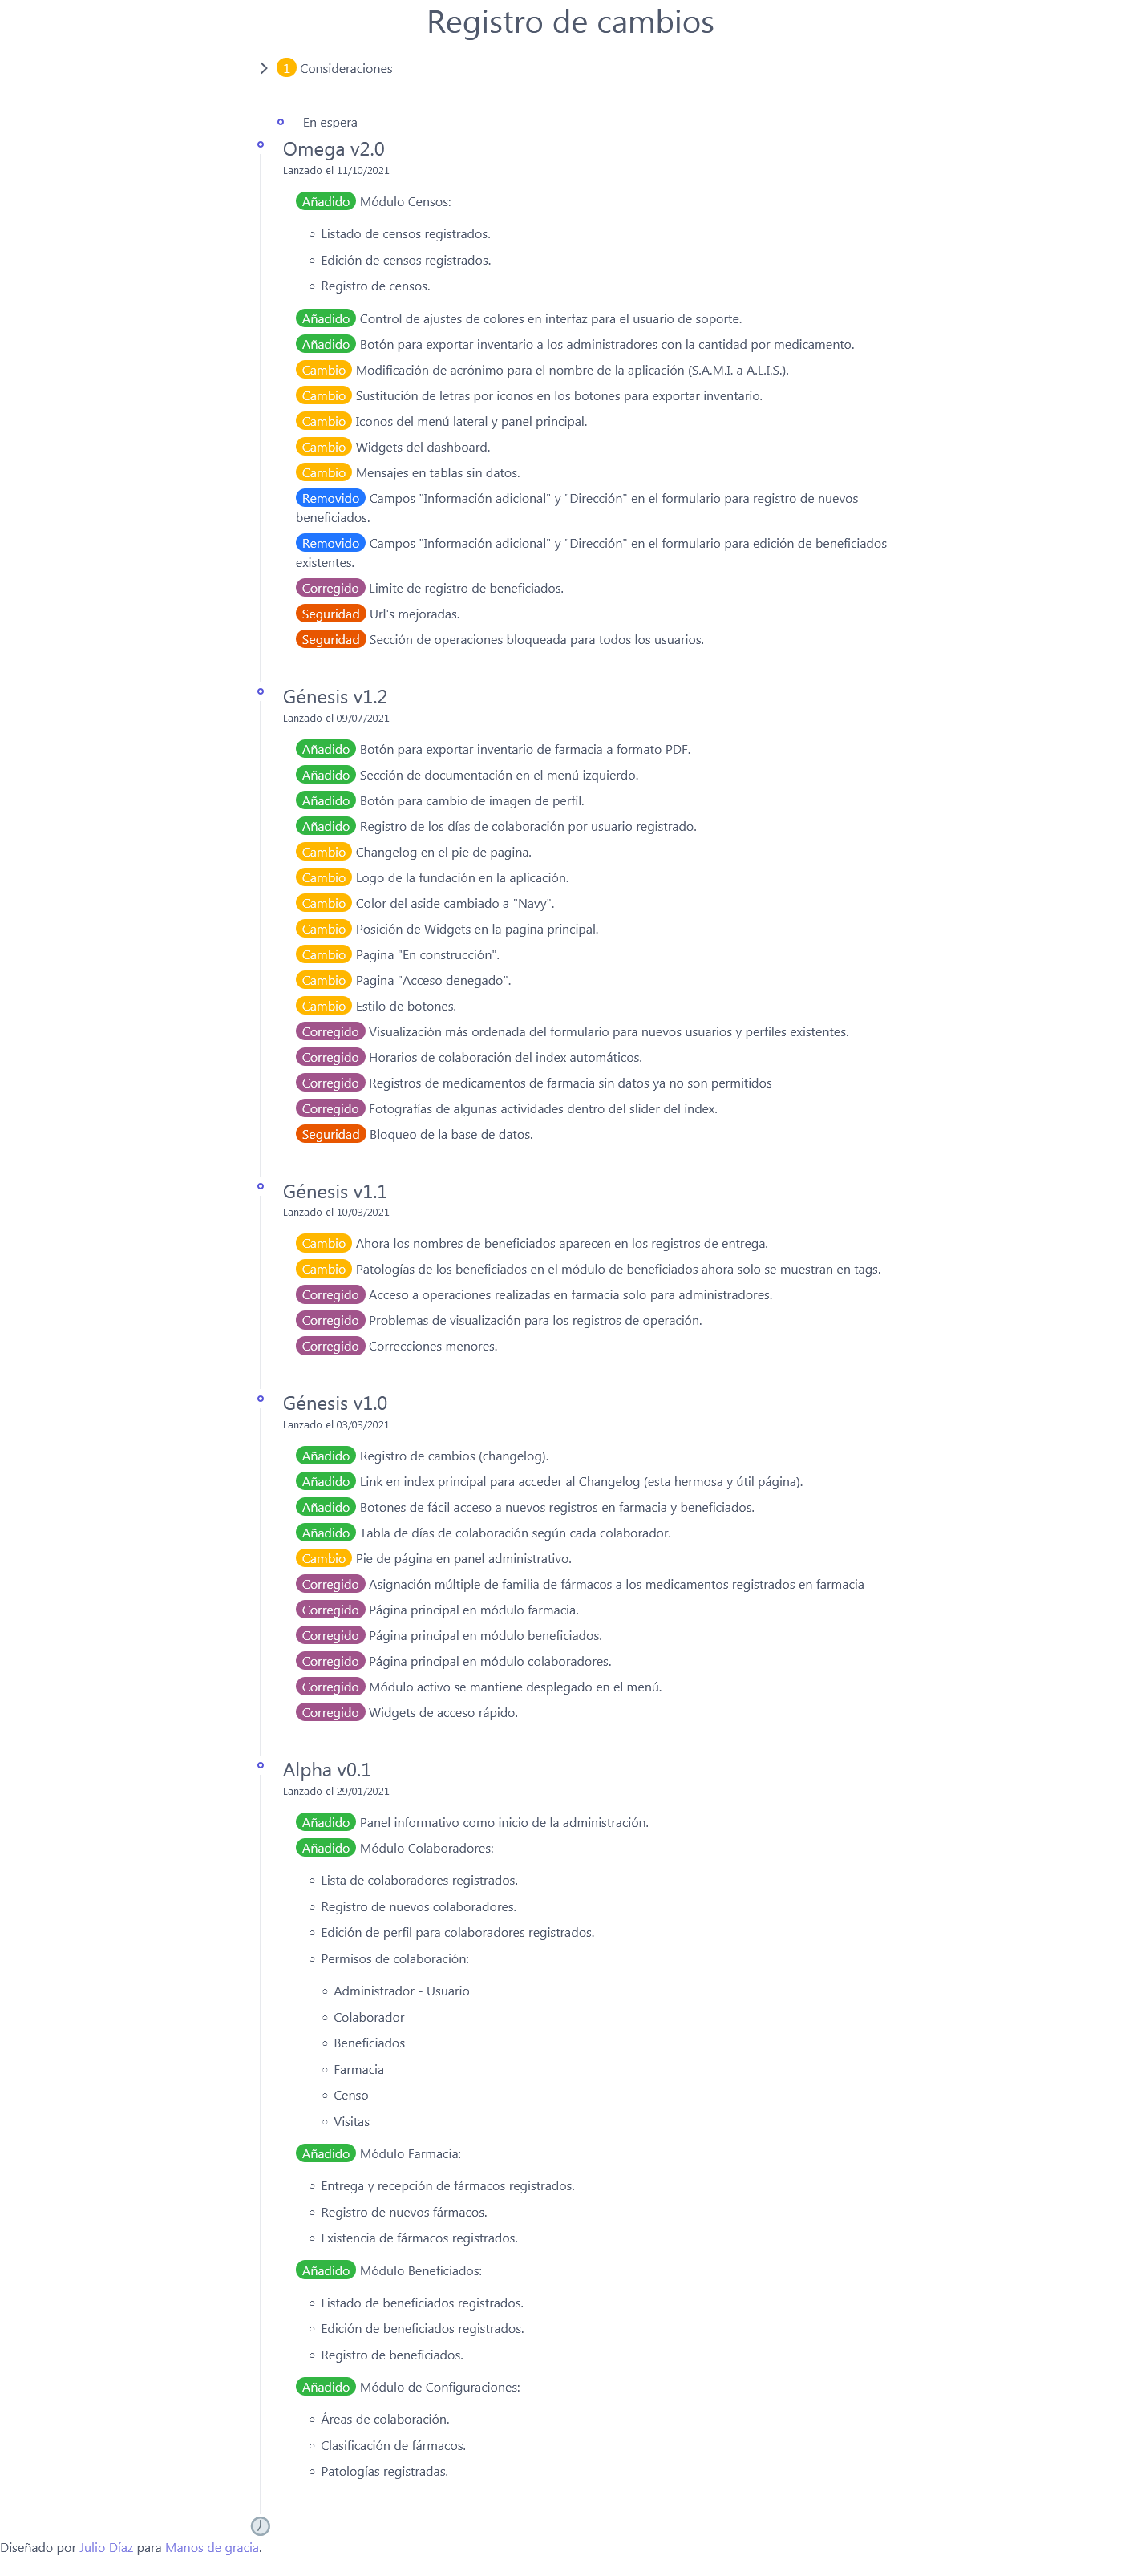 Registro de cambios
1 Consideraciones
En espera
Omega v2.0
Lanzado el 11/10/2021
Añadido Módulo Censos:
Listado de censos registrados.
Edición de censos registrados.
Registro de censos.
Añadido Control de ajustes de colores en interfaz para el usuario de soporte.
Añadido Botón para exportar inventario a los administradores con la cantidad por medicamento.
Cambio Modificación de acrónimo para el nombre de la aplicación (S.A.M.I. a A.L.I.S.).
Cambio Sustitución de letras por iconos en los botones para exportar inventario.
Cambio Iconos del menú lateral y panel principal.
Cambio Widgets del dashboard.
Cambio Mensajes en tablas sin datos.
Removido Campos "Información adicional" y "Dirección" en el formulario para registro de nuevos
beneficiados.
Removido Campos "Información adicional" y "Dirección" en el formulario para edición de beneficiados
existentes.
Corregido Limite de registro de beneficiados.
Seguridad Url's mejoradas.
Seguridad Sección de operaciones bloqueada para todos los usuarios.
Génesis v1.2
Lanzado el 09/07/2021
Añadido Botón para exportar inventario de farmacia a formato PDF.
Añadido Sección de documentación en el menú izquierdo.
Añadido Botón para cambio de imagen de perfil.
Añadido Registro de los días de colaboración por usuario registrado.
Cambio Changelog en el pie de pagina.
Cambio Logo de la fundación en la aplicación.
Cambio Color del aside cambiado a "Navy".
Cambio Posición de Widgets en la pagina principal.
Cambio Pagina "En construcción".
Cambio Pagina "Acceso denegado".
Cambio Estilo de botones.
Corregido Visualización más ordenada del formulario para nuevos usuarios y perfiles existentes.
Corregido Horarios de colaboración del index automáticos.
Corregido Registros de medicamentos de farmacia sin datos ya no son permitidos
Corregido Fotografías de algunas actividades dentro del slider del index.
Seguridad Bloqueo de la base de datos.
Génesis v1.1
Lanzado el 10/03/2021
Cambio Ahora los nombres de beneficiados aparecen en los registros de entrega.
Cambio Patologías de los beneficiados en el módulo de beneficiados ahora solo se muestran en tags.
Corregido Acceso a operaciones realizadas en farmacia solo para administradores.
Corregido Problemas de visualización para los registros de operación.
Corregido Correcciones menores.
Génesis v1.0
Lanzado el 03/03/2021
Añadido Registro de cambios (changelog).
Añadido Link en index principal para acceder al Changelog (esta hermosa y útil página).
Añadido Botones de fácil acceso a nuevos registros en farmacia y beneficiados.
Añadido Tabla de días de colaboración según cada colaborador.
Cambio Pie de página en panel administrativo.
Corregido Asignación múltiple de familia de fármacos a los medicamentos registrados en farmacia
Corregido Página principal en módulo farmacia.
Corregido Página principal en módulo beneficiados.
Corregido Página principal en módulo colaboradores.
Corregido Módulo activo se mantiene desplegado en el menú.
Corregido Widgets de acceso rápido.
Alpha v0.1
Lanzado el 29/01/2021
Añadido Panel informativo como inicio de la administración.
Añadido Módulo Colaboradores:
Lista de colaboradores registrados.
Registro de nuevos colaboradores.
Edición de perfil para colaboradores registrados.
Permisos de colaboración:
Administrador - Usuario
Colaborador
Beneficiados
Farmacia
Censo
Visitas
Añadido Módulo Farmacia:
Entrega y recepción de fármacos registrados.
Registro de nuevos fármacos.
Existencia de fármacos registrados.
Añadido Módulo Beneficiados:
Listado de beneficiados registrados.
Edición de beneficiados registrados.
Registro de beneficiados.
Añadido Módulo de Configuraciones:
Áreas de colaboración.
Clasificación de fármacos.
Patologías registradas.
Diseñado por Julio Díaz para Manos de gracia.